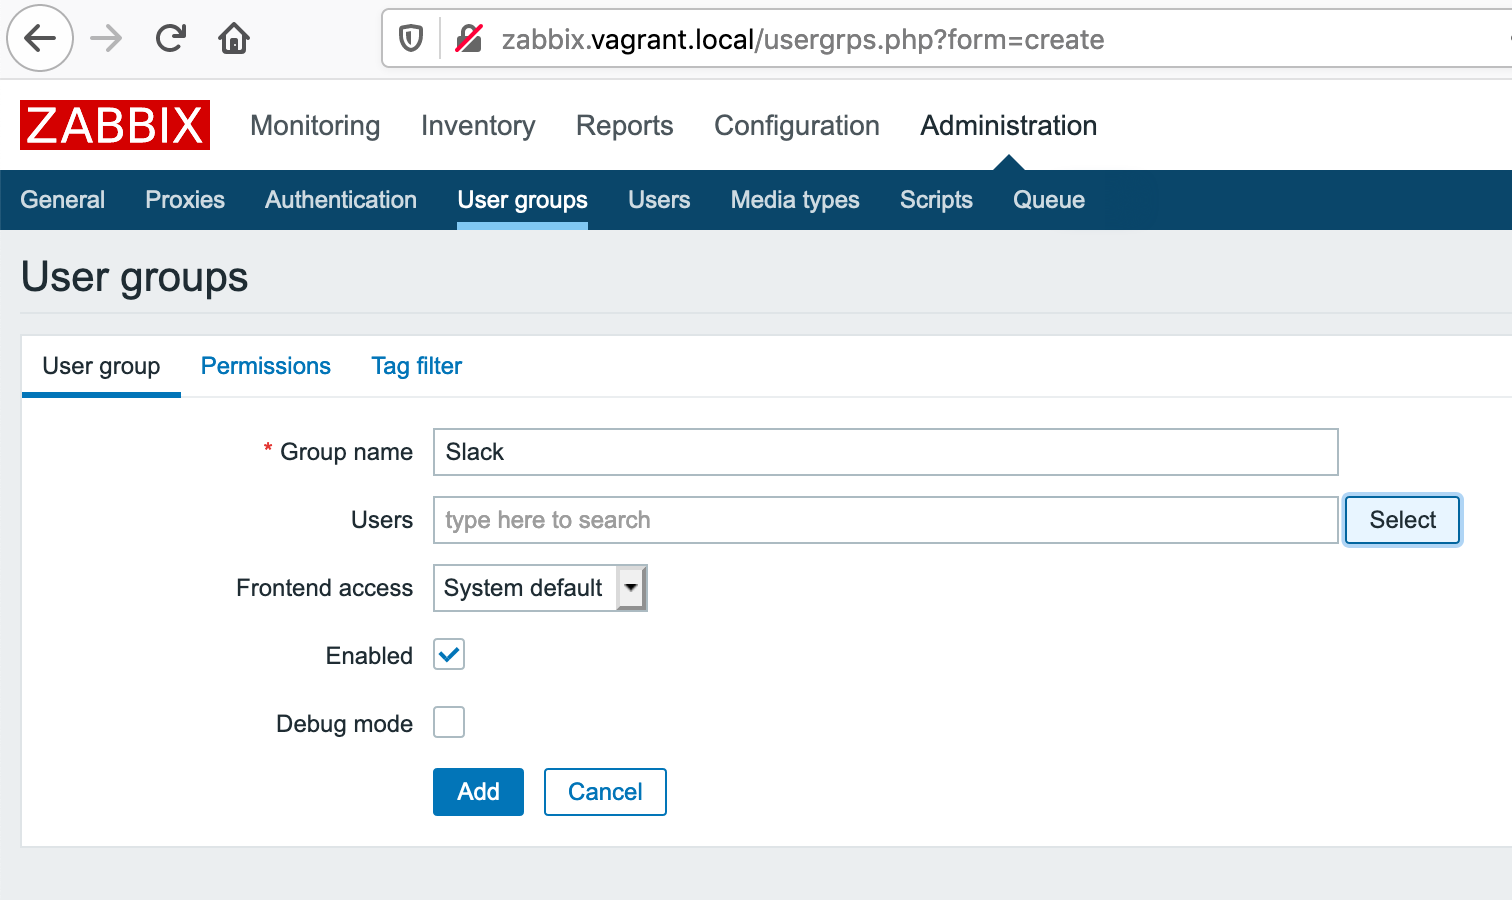 zabbix.vagrant.local/usergrps.php?form=create
ZABBIX Monitoring Inventory Reports Configuration Administration
General Proxies Authentication User groups Users Media types Scripts Queue
User groups
User group Permissions Tag filter
* Group name Slack
Users type here to search Select
Frontend access System default
Enabled
Debug mode
Add Cancel